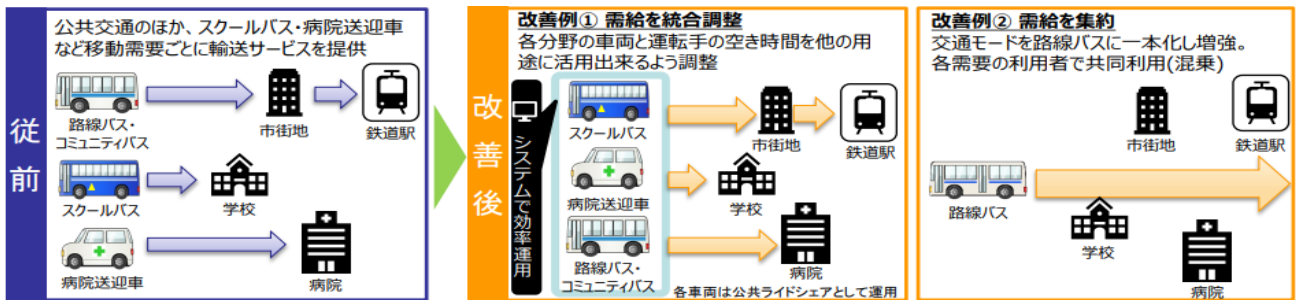 従前
公共交通のほか、スクールバス・病院送迎車
など移動需要ごとに輸送サービスを提供
路線バス・
コミュニティバス
市街地
鉄道駅
スクールバス
学校
病院送迎車
病院
改善後
システムで効率運用
改善例① 需給を統合調整
各分野の車両と運転手の空き時間を他の用
途に活用出来るよう調整
スクールバス
市街地
鉄道駅
病院送迎車
学校
路線バス・
コミュニティバス
病院
各車両は公共ライドシェアとして運用
改善例② 需給を集約
交通モードを路線バスに一本化し増強。
各需要の利用者で共同利用(混乗)
市街地
鉄道駅
路線バス
学校
病院